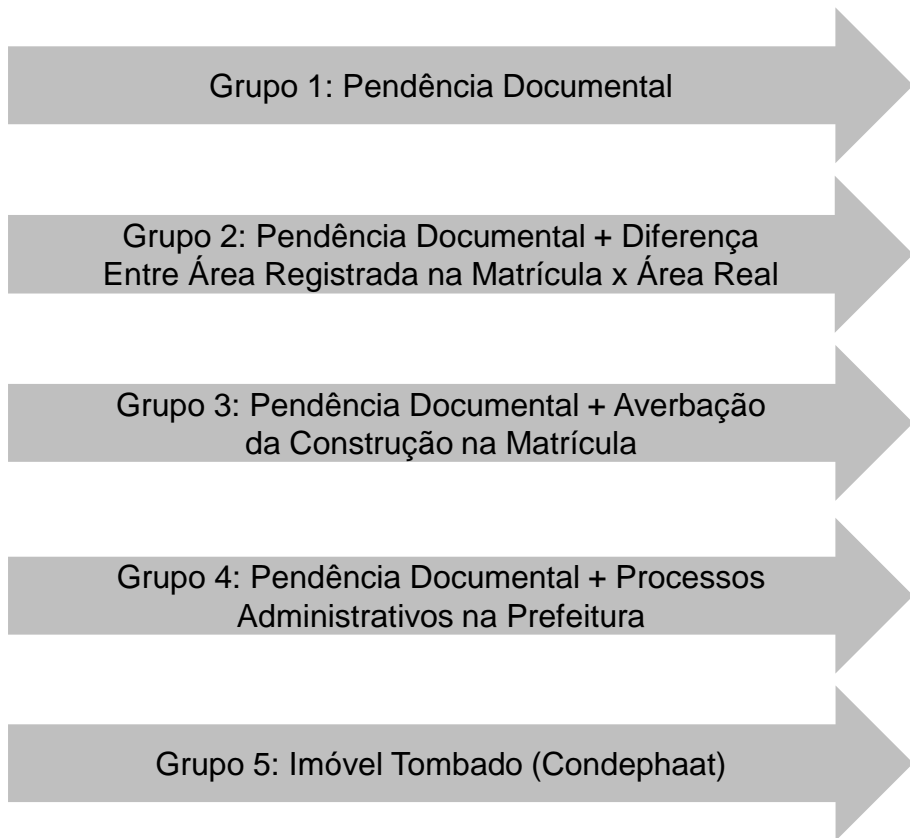 Grupo 1: Pendência Documental
Grupo 2: Pendência Documental + Diferença
Entre Área Registrada na Matrícula x Área Real
Grupo 3: Pendência Documental + Averbação
da Construção na Matrícula
Grupo 4: Pendência Documental + Processos
Administrativos na Prefeitura
Grupo 5: Imóvel Tombado (Condephaat)